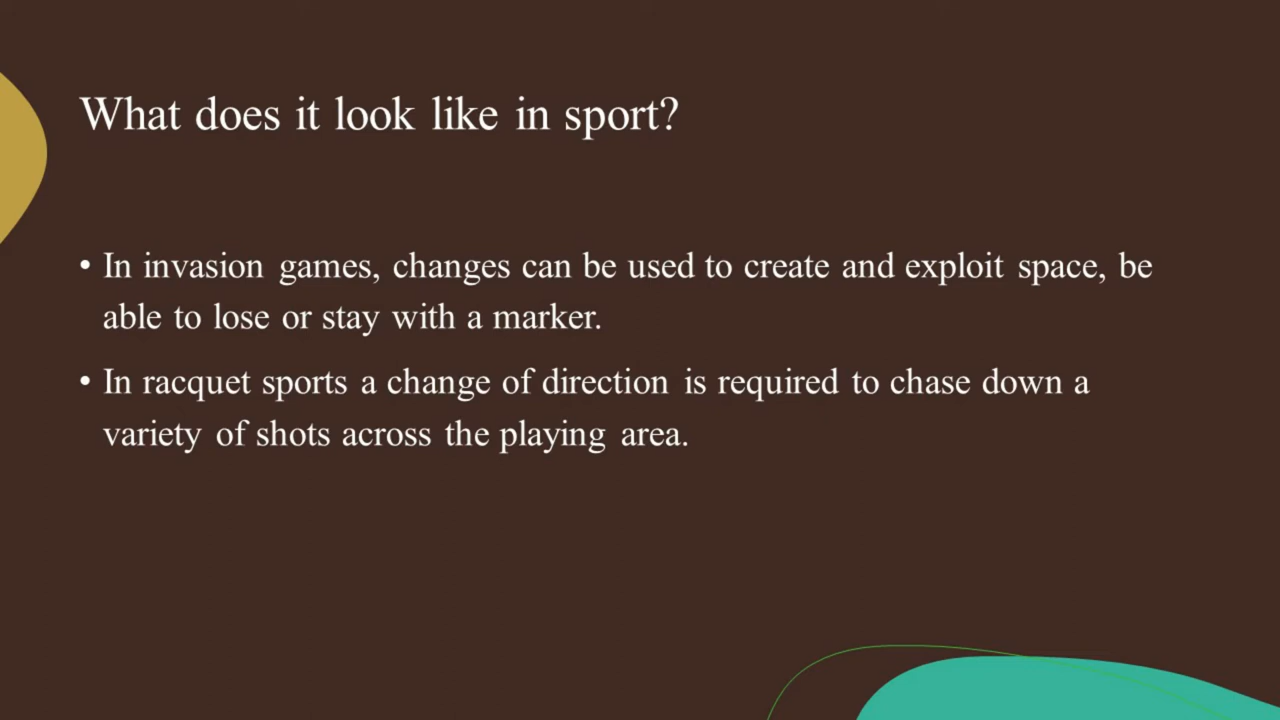 What does it look like in sport?
• In invasion games, changes can be used to create and exploit space, be
able to lose or stay with a marker.
• In racquet sports a change of direction is required to chase down a
variety of shots across the playing area.